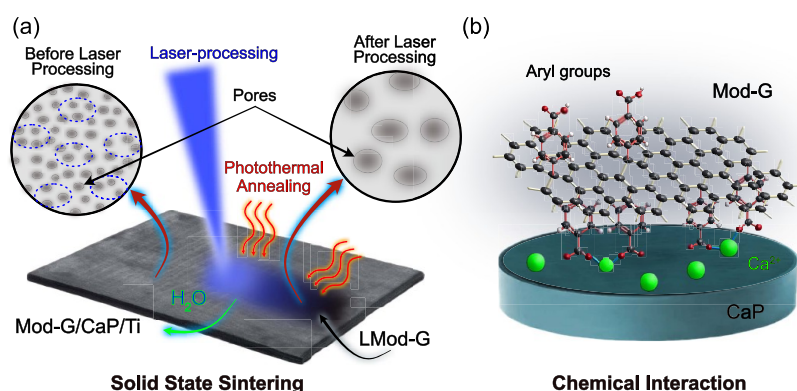 (a)
Before Laser
Processing
Laser-processing
After Laser
Processing
Pores
Photothermal
Annealing
H₂O
Mod-G/CaP/Ti
LMod-G
Solid State Sintering
(b)
Aryl groups
Mod-G
Ca²⁺
CaP
Chemical Interaction